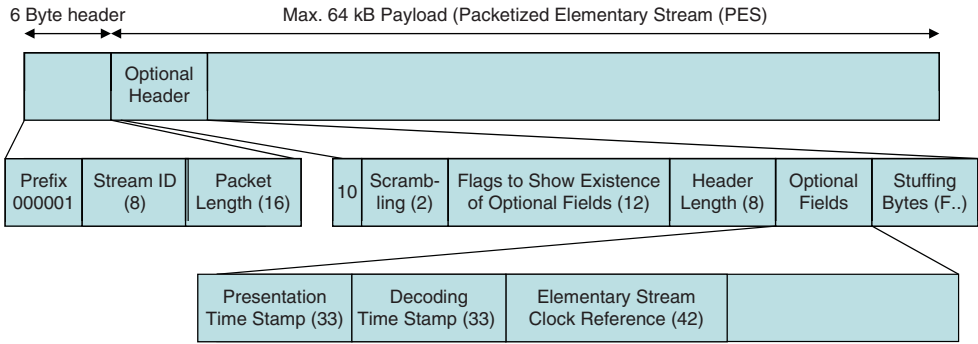 6 Byte header
Max. 64 kB Payload (Packetized Elementary Stream (PES)
Optional
Header
Prefix
000001
Stream ID
(8)
Packet
Length (16)
10
Scramb-
ling (2)
Flags to Show Existence
of Optional Fields (12)
Header
Length (8)
Optional
Fields
Stuffing
Bytes (F..)
Presentation
Time Stamp (33)
Decoding
Time Stamp (33)
Elementary Stream
Clock Reference (42)